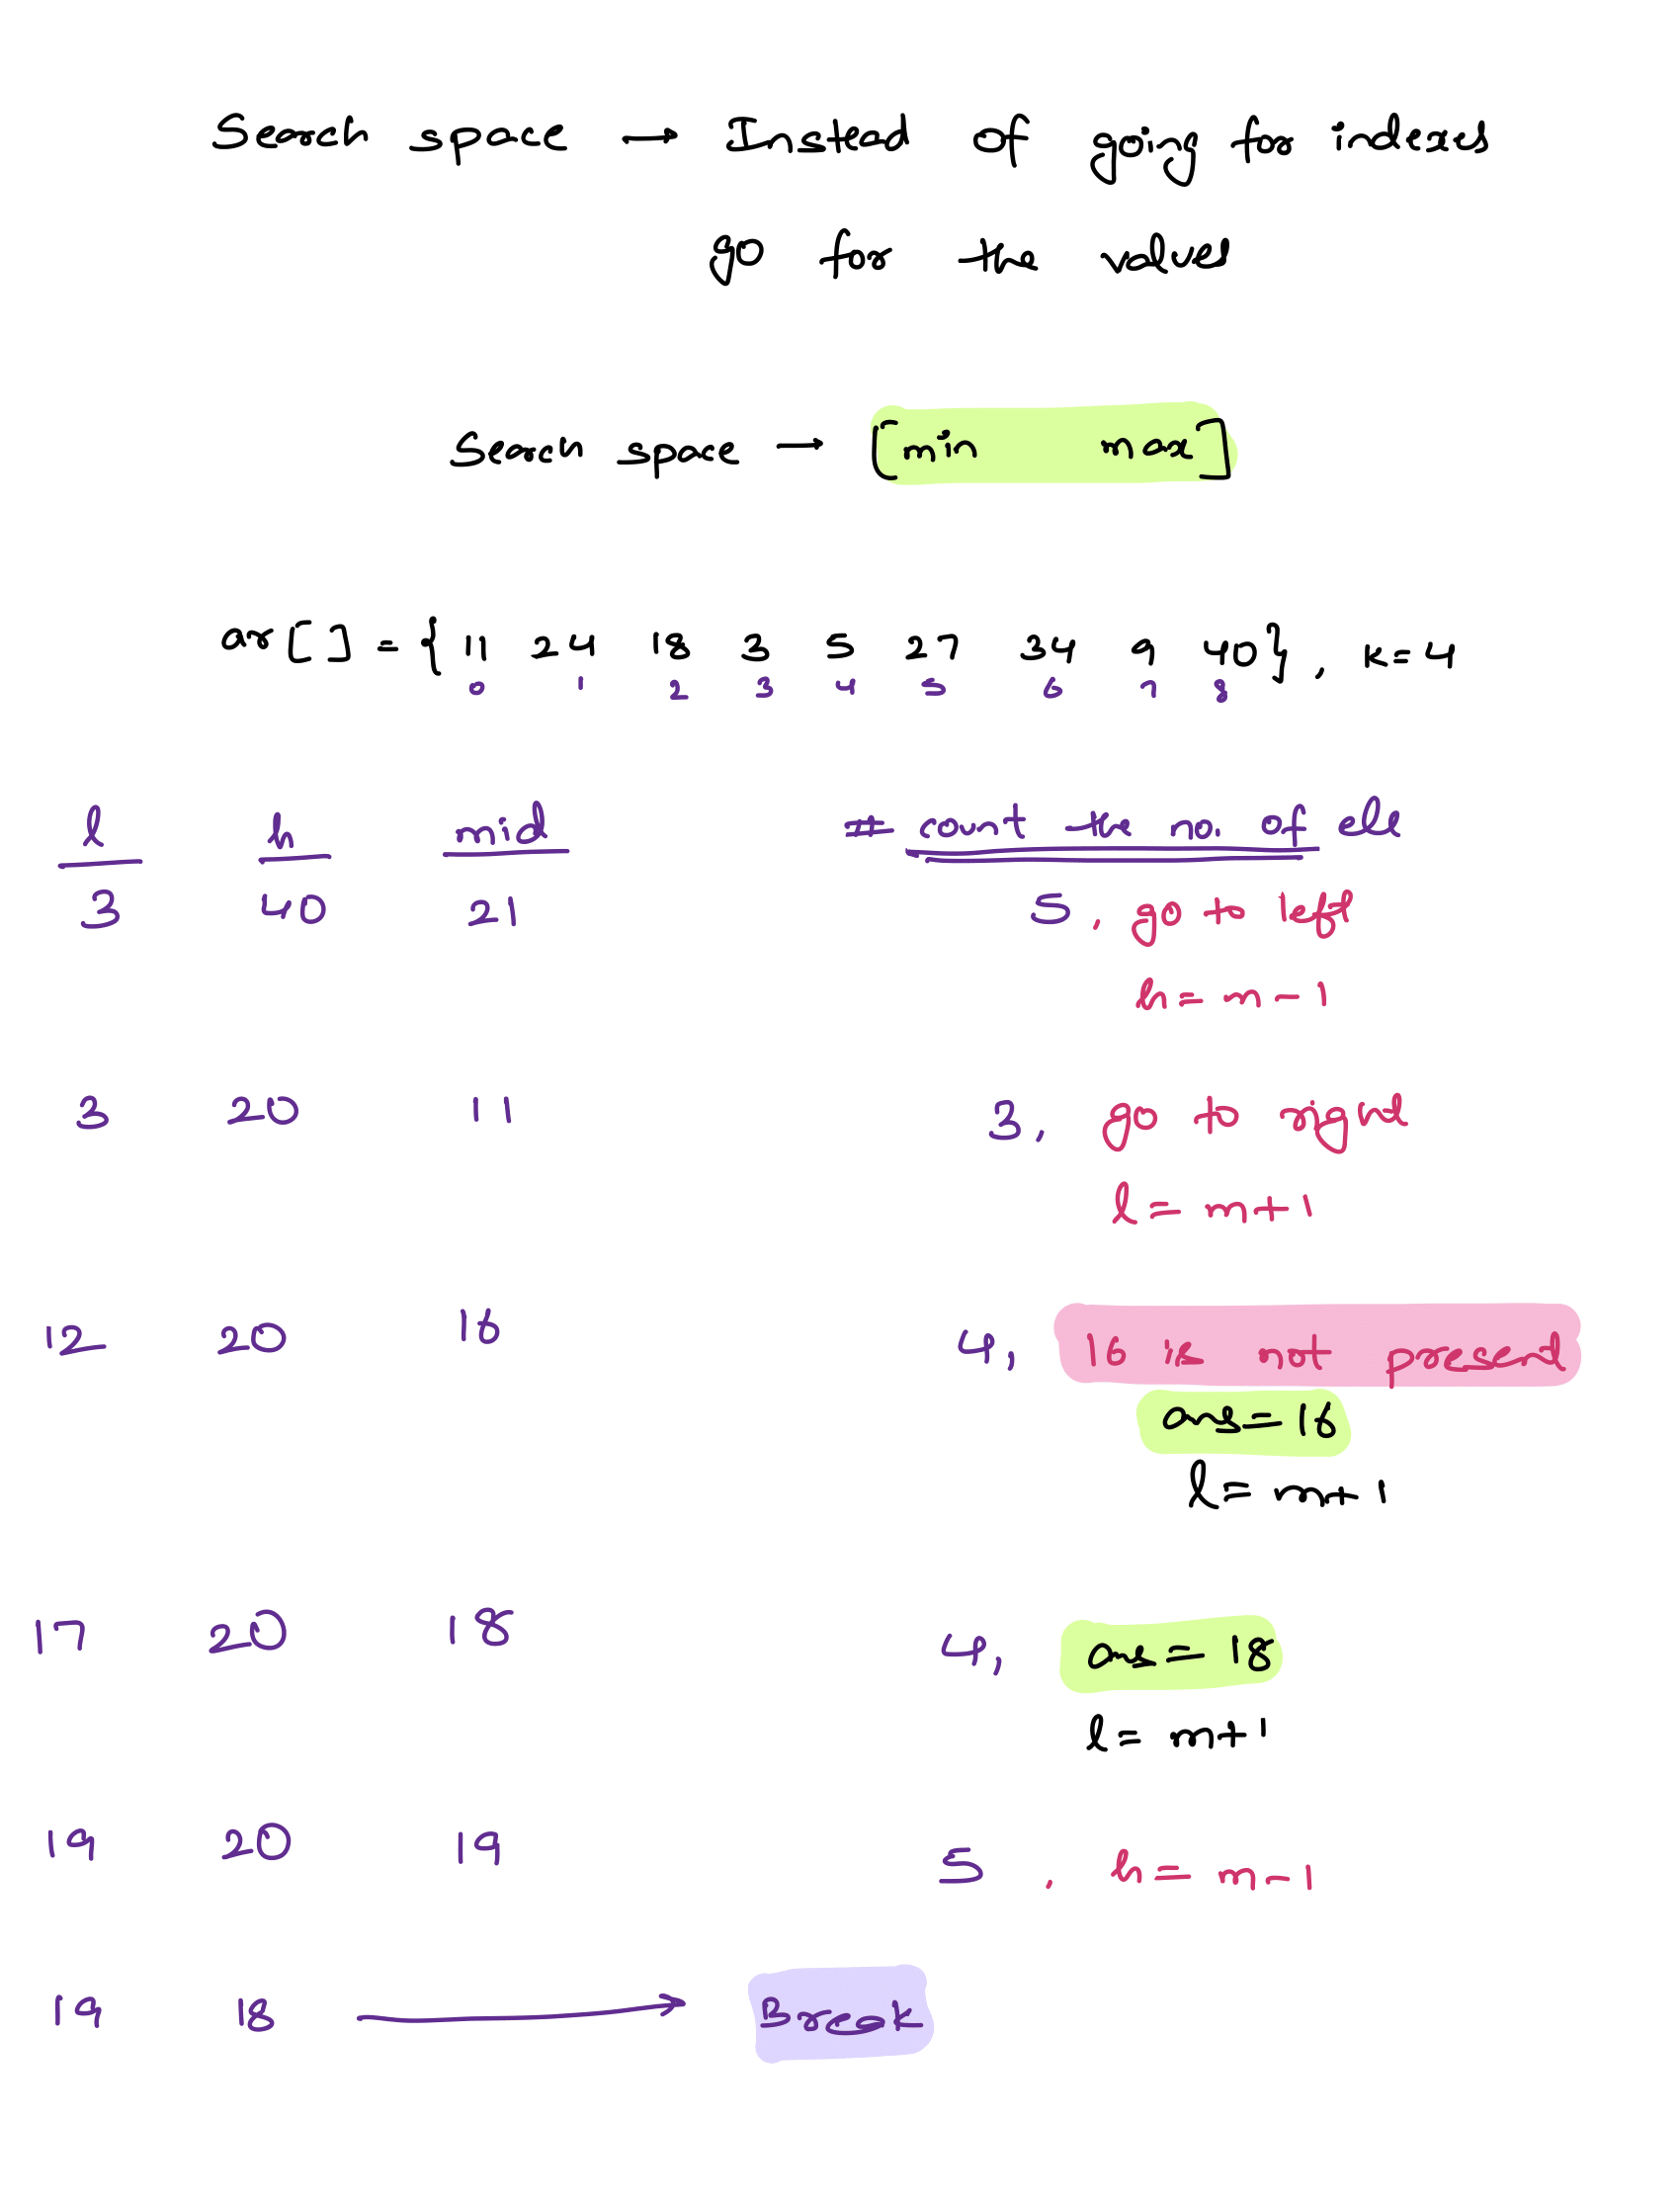 Search space → Instead of going for indexes
go for the values
Search space → [min max]
ar[] = { 11 24 18 3 5 27 34 9 40}, k=4
0 1 2 3 4 5 6 7 8
l h mid # count the no. of ele
3 40 21 5, go to left
h = m-1
3 20 11 3, go to right
l = m+1
12 20 16 4, 16 is not present
ans=16
l = m+1
17 20 18 4, ans = 18
l = m+1
19 20 19 5, h = m-1
19 18 → Break